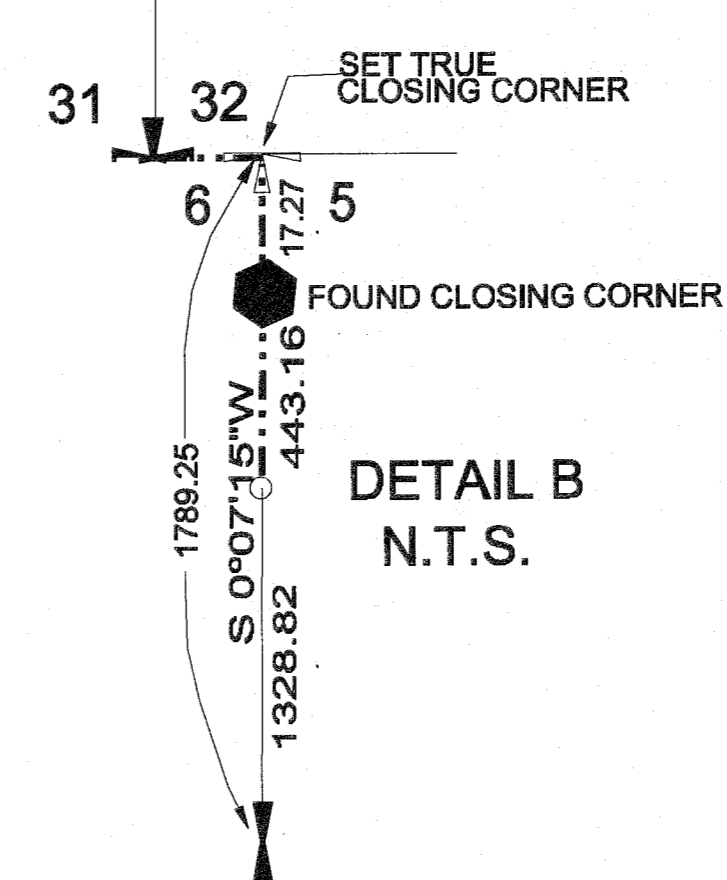 SET TRUE
CLOSING CORNER
31
32
6
5
17.27
FOUND CLOSING CORNER
443.16
S 0°07'15"W
1789.25
DETAIL B
N.T.S.
1328.82